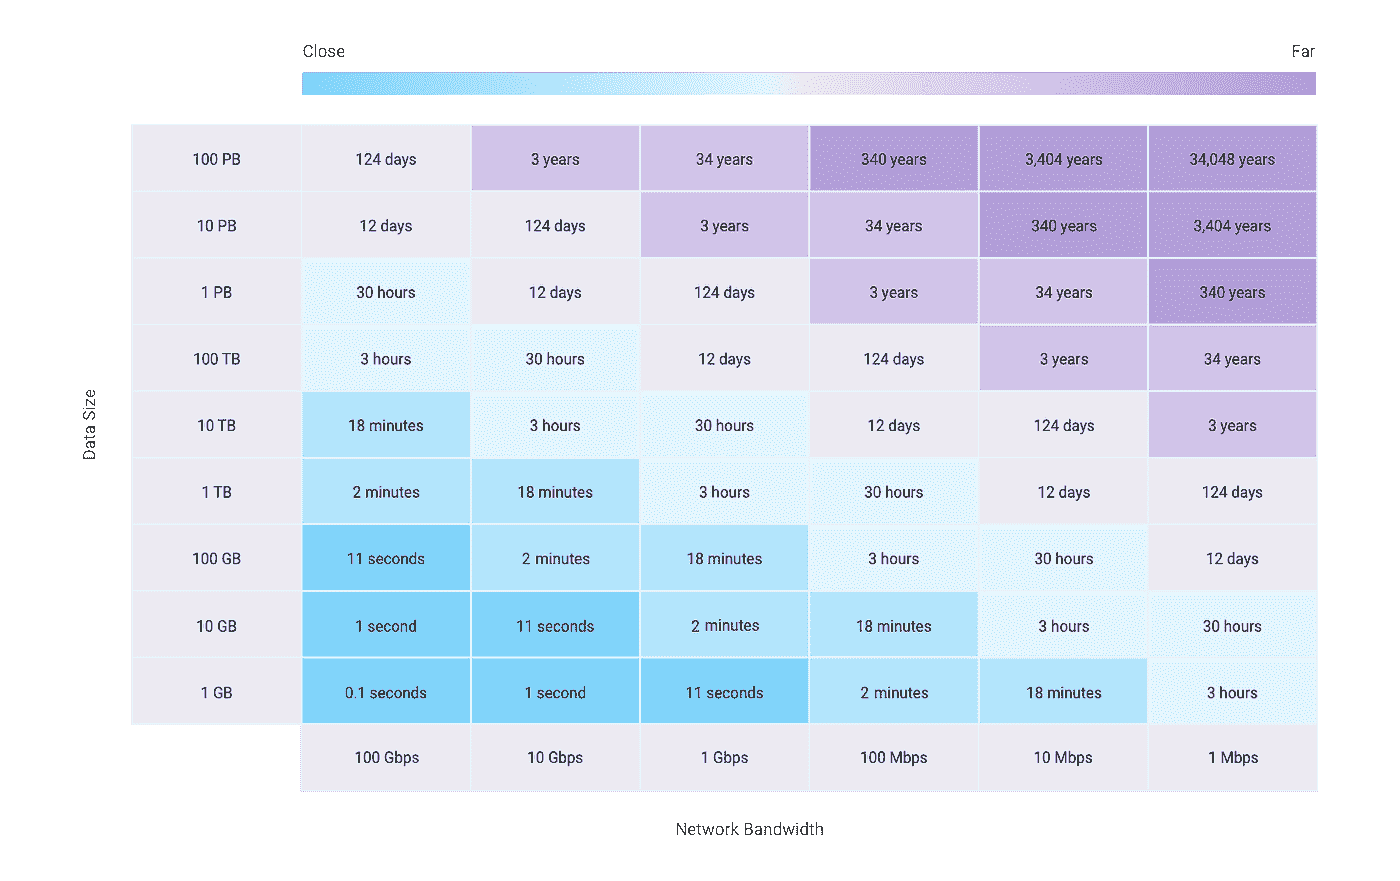 Close Far
100 PB 124 days 3 years 34 years 340 years 3,404 years 34,048 years
10 PB 12 days 124 days 3 years 34 years 340 years 3,404 years
1 PB 30 hours 12 days 124 days 3 years 34 years 340 years
100 TB 3 hours 30 hours 12 days 124 days 3 years 34 years
10 TB 18 minutes 3 hours 30 hours 12 days 124 days 3 years
1 TB 2 minutes 18 minutes 3 hours 30 hours 12 days 124 days
100 GB 11 seconds 2 minutes 18 minutes 3 hours 30 hours 12 days
10 GB 1 second 11 seconds 2 minutes 18 minutes 3 hours 30 hours
1 GB 0.1 seconds 1 second 11 seconds 2 minutes 18 minutes 3 hours
100 Gbps 10 Gbps 1 Gbps 100 Mbps 10 Mbps 1 Mbps
Data Size
Network Bandwidth